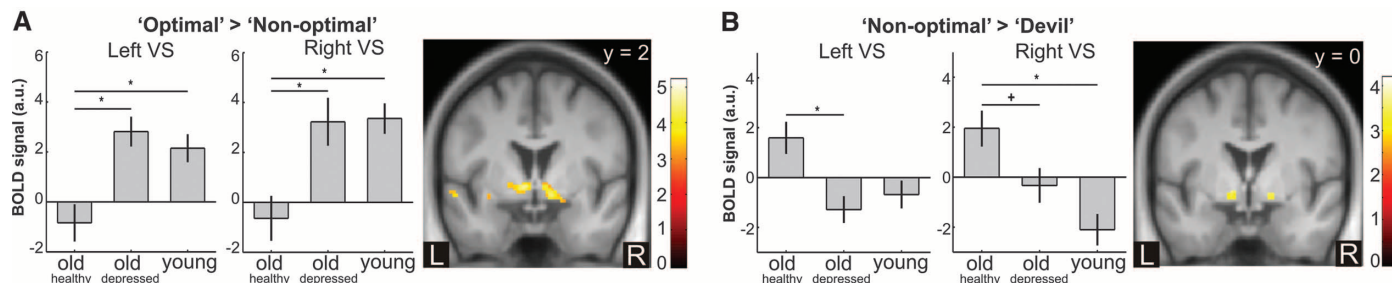 A
'Optimal' > 'Non-optimal'
Left VS
Right VS
BOLD signal (a.u.)
6
4
2
0
-2
*
*
old
healthy
old
depressed
young
6
4
2
0
-2
*
*
old
healthy
old
depressed
young
y = 2
L
R
5
4
3
2
1
0
B
'Non-optimal' > 'Devil'
Left VS
Right VS
BOLD signal (a.u.)
4
2
0
-2
*
old
healthy
old
depressed
young
4
2
0
-2
*
+
old
healthy
old
depressed
young
y = 0
L
R
4
3
2
1
0